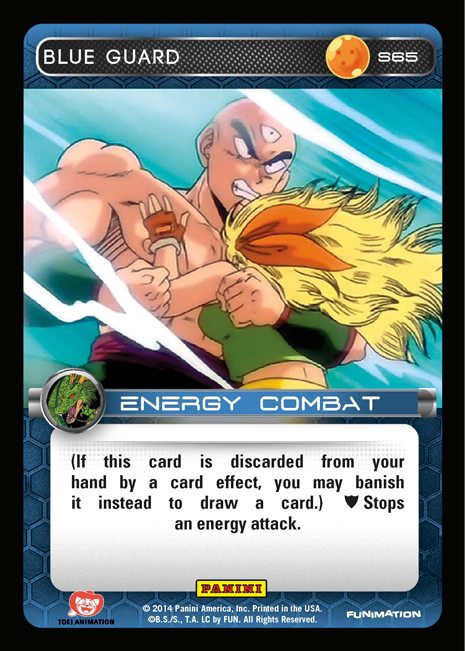 BLUE GUARD
S65
ENERGY COMBAT
(If this card is discarded from your
hand by a card effect, you may banish
it instead to draw a card.) Stops
an energy attack.
PANINI
© 2014 Panini America, Inc. Printed in the USA.
©B.S./S., T.A. LC by FUN. All Rights Reserved.
TOEI ANIMATION
FUNIMATION